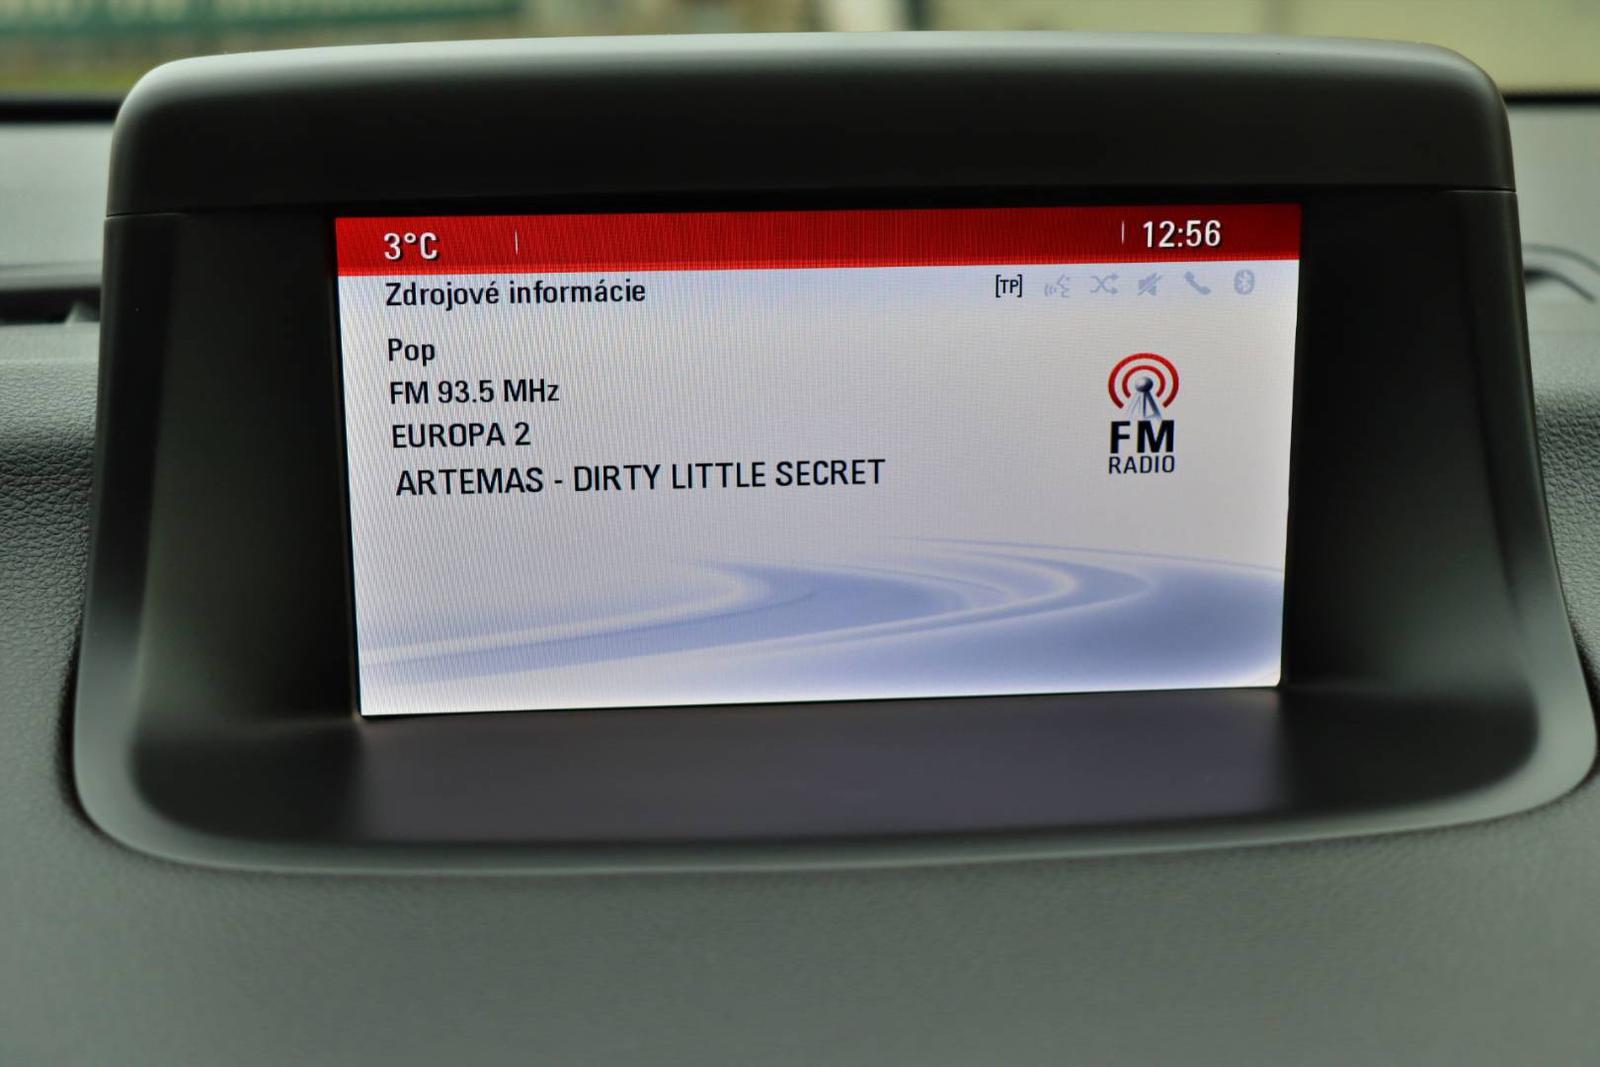 3°C
12:56
Zdrojové informácie
[TP]
Pop
FM 93.5 MHz
EUROPA 2
ARTEMAS - DIRTY LITTLE SECRET
FM
RADIO